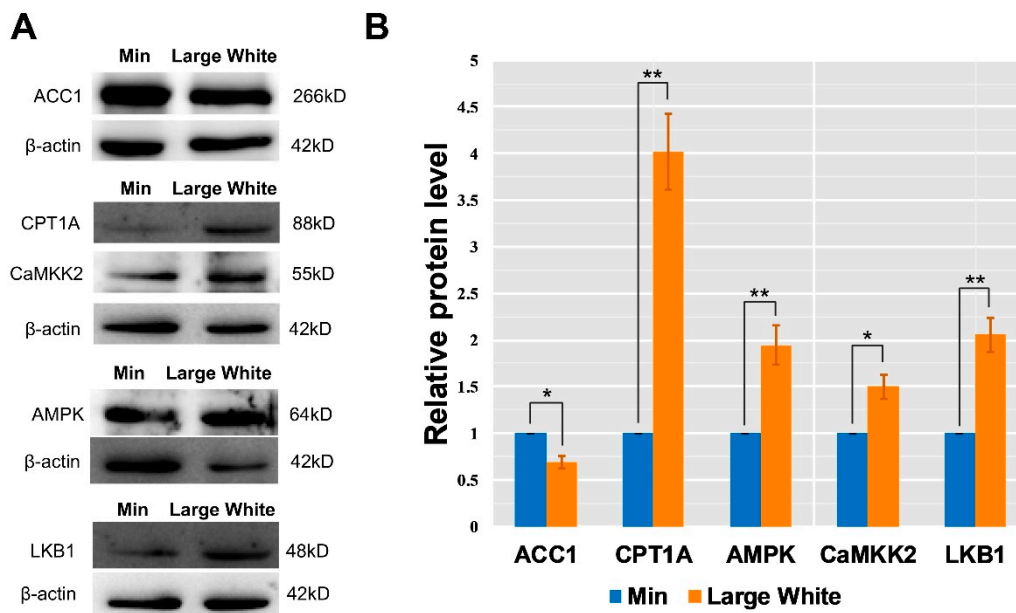 A
Min Large White
ACC1 266kD
β-actin 42kD
Min Large White
CPT1A 88kD
CaMKK2 55kD
β-actin 42kD
Min Large White
AMPK 64kD
β-actin 42kD
Min Large White
LKB1 48kD
β-actin 42kD
B
Relative protein level
5
4.5
4
3.5
3
2.5
2
1.5
1
0.5
0
*
**
**
*
**
ACC1 CPT1A AMPK CaMKK2 LKB1
Min Large White